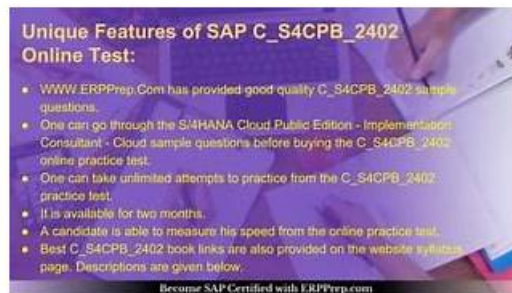 Unique Features of SAP C_S4CPB_2402
Online Test:
• WWW.ERPPrep.Com has provided good quality C_S4CPB_2402 sample
questions.
• One can go through the S/4HANA Cloud Public Edition - Implementation
Consultant - Cloud sample questions before buying the C_S4CPB_2402
online practice test.
• One can take unlimited attempts to practice from the C_S4CPB_2402
practice test.
• It is available for two months.
• A candidate is able to measure his speed from the online practice test.
• Best C_S4CPB_2402 book links are also provided on the website syllabus
page. Descriptions are given below.
Become SAP Certified with ERPPrep.com